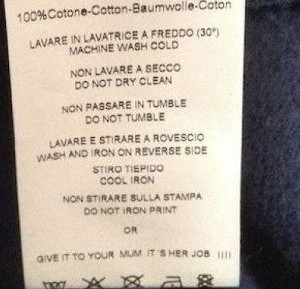 100%Cotone-Cotton-Baumwolle-Coton
LAVARE IN LAVATRICE A FREDDO (30°)
MACHINE WASH COLD
NON LAVARE A SECCO
DO NOT DRY CLEAN
NON PASSARE IN TUMBLE
DO NOT TUMBLE
LAVARE E STIRARE A ROVESCIO
WASH AND IRON ON REVERSE SIDE
STIRO TIEPIDO
COOL IRON
NON STIRARE SULLA STAMPA
DO NOT IRON PRINT
OR
GIVE IT TO YOUR MUM IT'S HER JOB !!!!